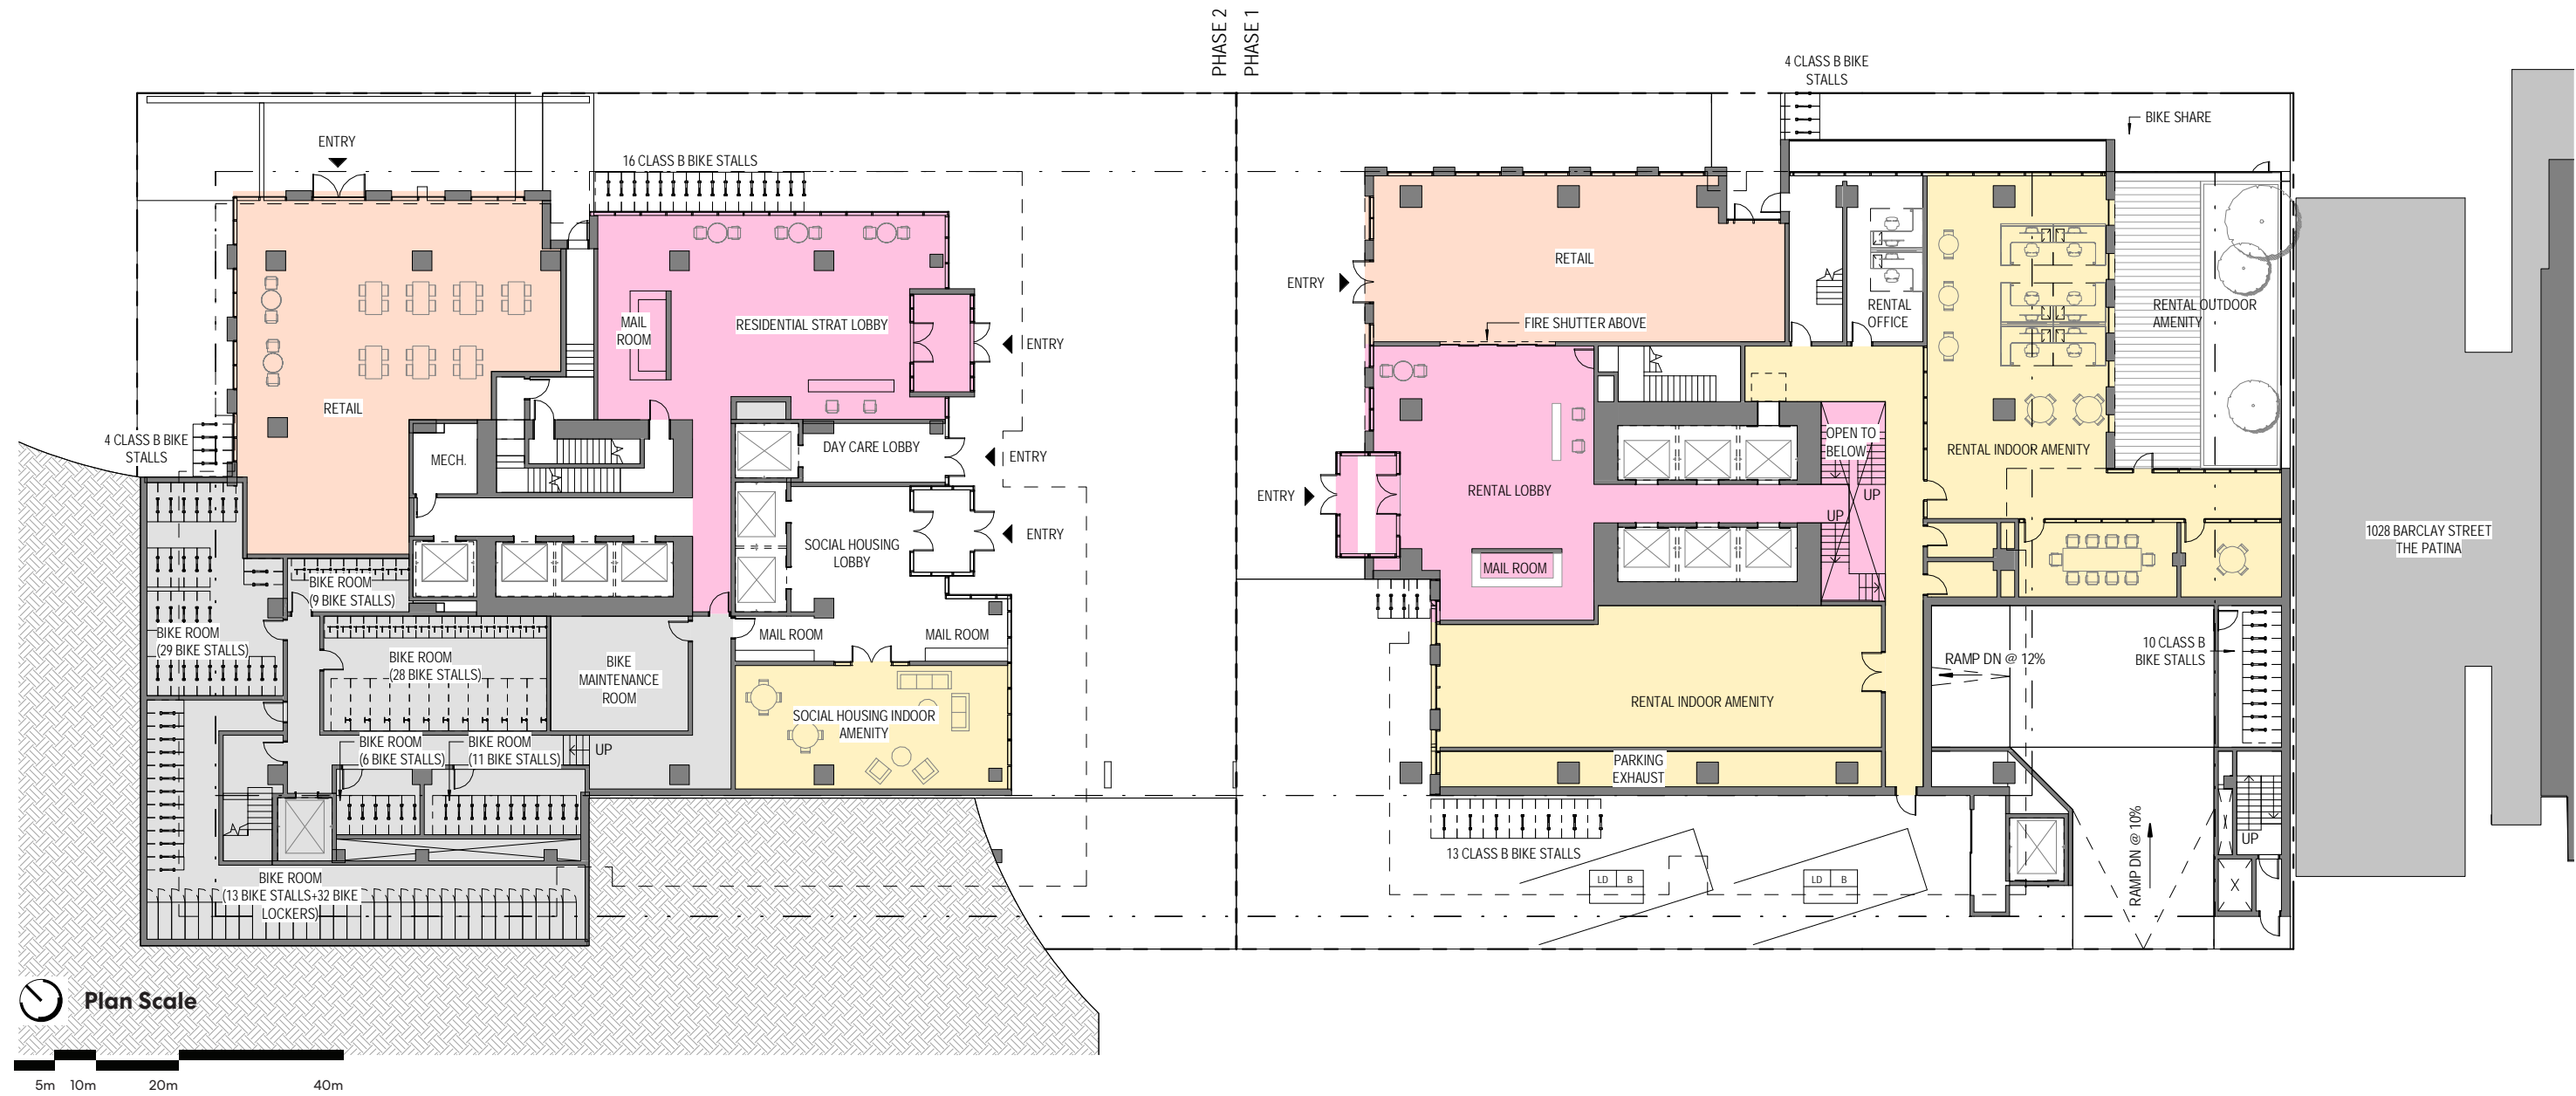 PHASE 2
PHASE 1
4 CLASS B BIKE
STALLS
BIKE SHARE
ENTRY
16 CLASS B BIKE STALLS
RETAIL
ENTRY
RENTAL
OFFICE
RENTAL OUTDOOR
AMENITY
MAIL
ROOM
RESIDENTIAL STRAT LOBBY
FIRE SHUTTER ABOVE
ENTRY
RETAIL
4 CLASS B BIKE
STALLS
MECH.
DAY CARE LOBBY
ENTRY
OPEN TO
BELOW
RENTAL INDOOR AMENITY
RENTAL LOBBY
ENTRY
UP
UP
SOCIAL HOUSING
LOBBY
ENTRY
1028 BARCLAY STREET
THE PATINA
MAIL ROOM
BIKE ROOM
(9 BIKE STALLS)
BIKE ROOM
(29 BIKE STALLS)
MAIL ROOM
MAIL ROOM
BIKE ROOM
(28 BIKE STALLS)
BIKE
MAINTENANCE
ROOM
10 CLASS B
BIKE STALLS
RAMP DN @ 12%
SOCIAL HOUSING INDOOR
AMENITY
RENTAL INDOOR AMENITY
BIKE ROOM
(6 BIKE STALLS)
BIKE ROOM
(11 BIKE STALLS)
UP
PARKING
EXHAUST
RAMP DN @ 10%
UP
13 CLASS B BIKE STALLS
LD B
LD B
BIKE ROOM
(13 BIKE STALLS+32 BIKE
LOCKERS)
Plan Scale
5m 10m 20m 40m